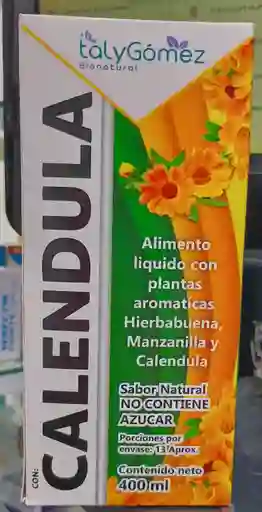 talyGómez
Bionatural
CON:
CALENDULA
Alimento
liquido con
plantas
aromaticas
Hierbabuena,
Manzanilla y
Calendula
Sabor Natural
NO CONTIENE
AZUCAR
Porciones por
envase: 13 Aprox.
Contenido neto
400 ml